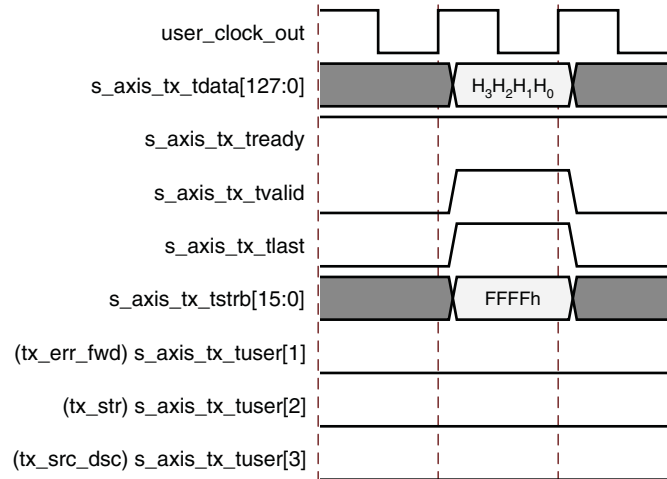 user_clock_out
s_axis_tx_tdata[127:0] H₃H₂H₁H₀
s_axis_tx_tready
s_axis_tx_tvalid
s_axis_tx_tlast
s_axis_tx_tstrb[15:0] FFFFh
(tx_err_fwd) s_axis_tx_tuser[1]
(tx_str) s_axis_tx_tuser[2]
(tx_src_dsc) s_axis_tx_tuser[3]